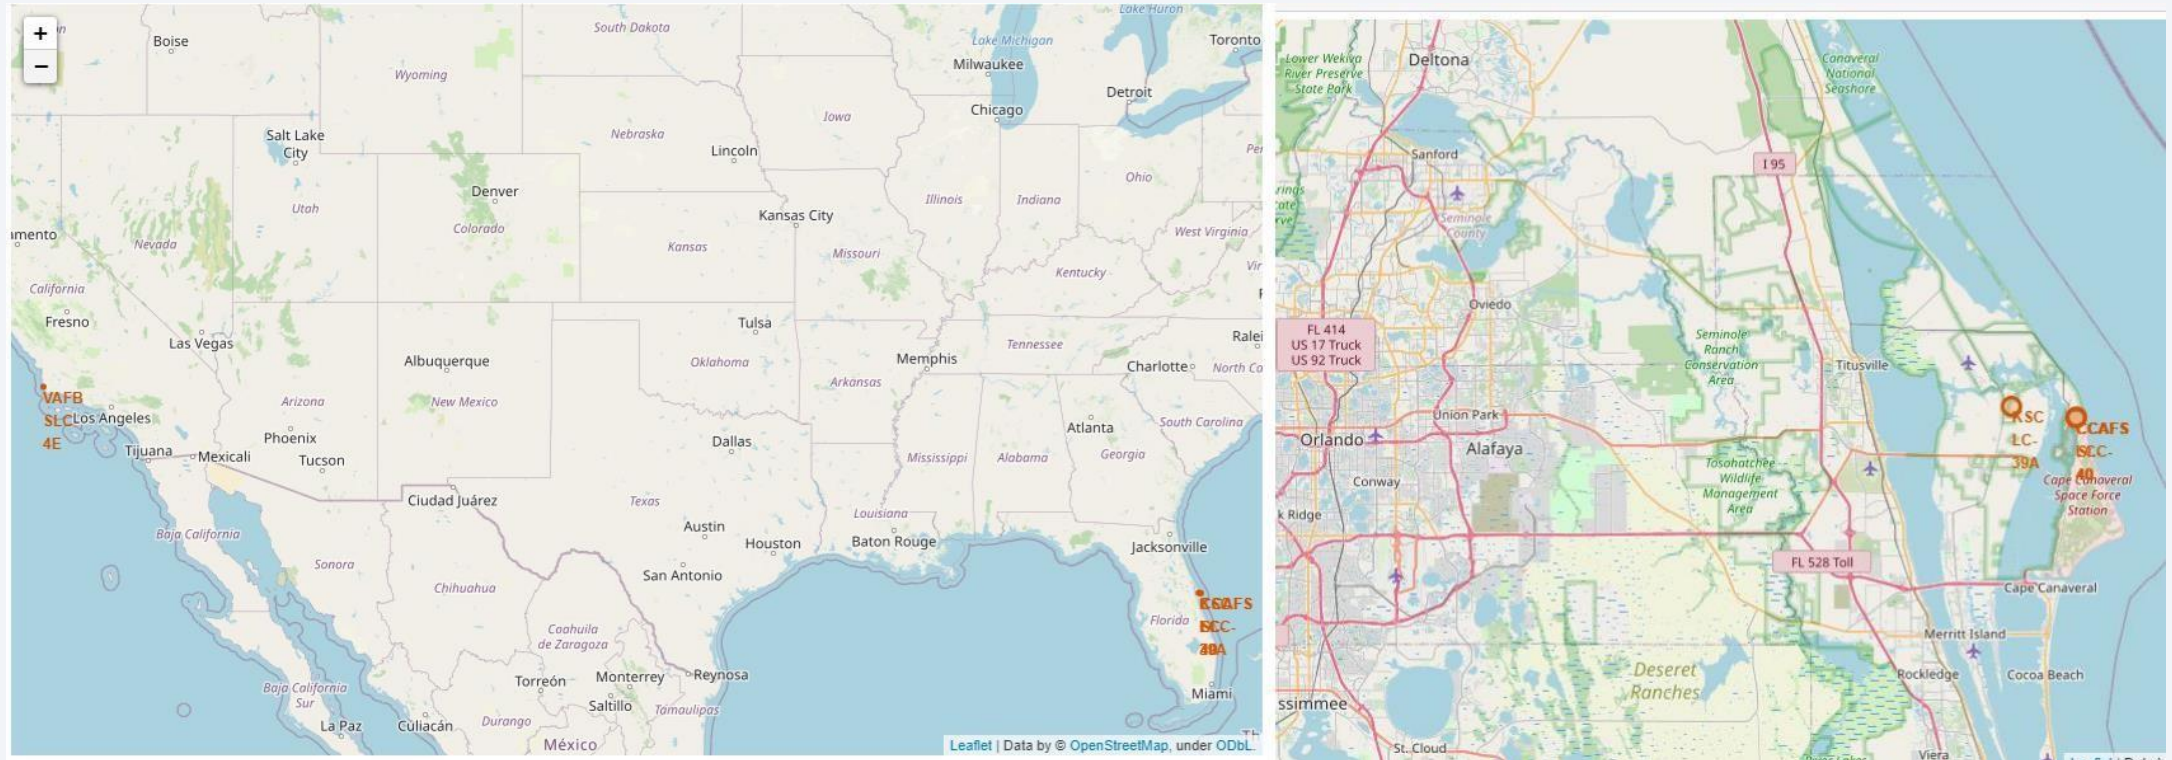 +
−
Boise
South Dakota
Lake Huron
Lake Michigan
Toronto
Milwaukee
Wyoming
Detroit
Chicago
Iowa
Nebraska
Salt Lake
City
Lincoln
Denver
Ohio
Utah
Illinois
Indiana
Kansas City
Colorado
Nevada
Kansas
Missouri
West Virginia
Kentucky
California
Fresno
Las Vegas
Tulsa
Tennessee
Albuquerque
Oklahoma
Memphis
Charlotte
Arkansas
VAFB
SLC-
4E
Los Angeles
Arizona
New Mexico
Phoenix
Tucson
Tijuana
Mexicali
Dallas
Atlanta
South Carolina
Mississippi
Alabama
Georgia
Ciudad Juárez
Texas
Louisiana
Austin
Houston
Baton Rouge
Jacksonville
Baja California
Sonora
Chihuahua
San Antonio
Florida
Coahuila
de Zaragoza
Torreón
Monterrey
Reynosa
Saltillo
Miami
Baja California
Sur
La Paz
Culiacán
Durango
Tamaulipas
México
Leaflet | Data by © OpenStreetMap, under ODbL.
Lower Wekiva
River Preserve
State Park
Deltona
Canaveral
National
Seashore
Sanford
I 95
Seminole
County
Oviedo
FL 414
US 17 Truck
US 92 Truck
Seminole
Ranch
Conservation
Area
Titusville
Union Park
Orlando
Alafaya
KSC
LC-
39A
CCAFS
Tosohatchee
Wildlife
Management
Area
Conway
Cape Canaveral
Space Force
Station
k Ridge
FL 528 Toll
Cape Canaveral
Merritt Island
Deseret
Ranches
Rockledge
Cocoa Beach
ssimmee
St. Cloud
Viera